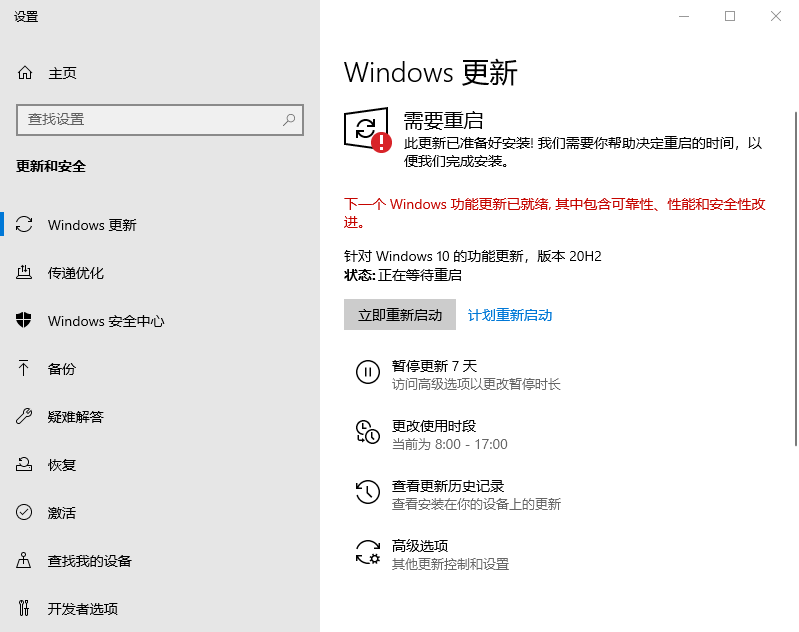 设置
主页
查找设置
更新和安全
Windows 更新
传递优化
Windows 安全中心
备份
疑难解答
恢复
激活
查找我的设备
开发者选项
Windows 更新
需要重启
此更新已准备好安装! 我们需要你帮助决定重启的时间，以
便我们完成安装。
下一个 Windows 功能更新已就绪, 其中包含可靠性、性能和安全性改
进。
针对 Windows 10 的功能更新，版本 20H2
状态: 正在等待重启
立即重新启动
计划重新启动
暂停更新 7 天
访问高级选项以更改暂停时长
更改使用时段
当前为 8:00 - 17:00
查看更新历史记录
查看安装在你的设备上的更新
高级选项
其他更新控制和设置